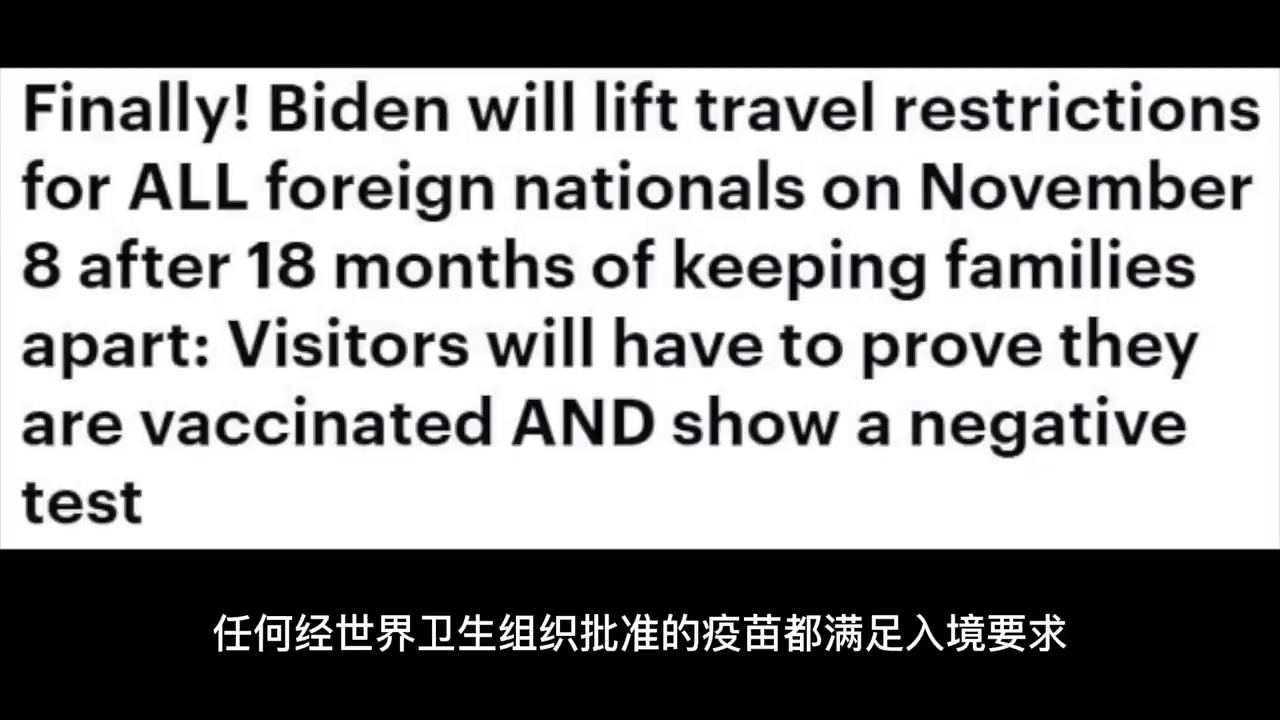 Finally! Biden will lift travel restrictions
for ALL foreign nationals on November
8 after 18 months of keeping families
apart: Visitors will have to prove they
are vaccinated AND show a negative
test
任何经世界卫生组织批准的疫苗都满足入境要求